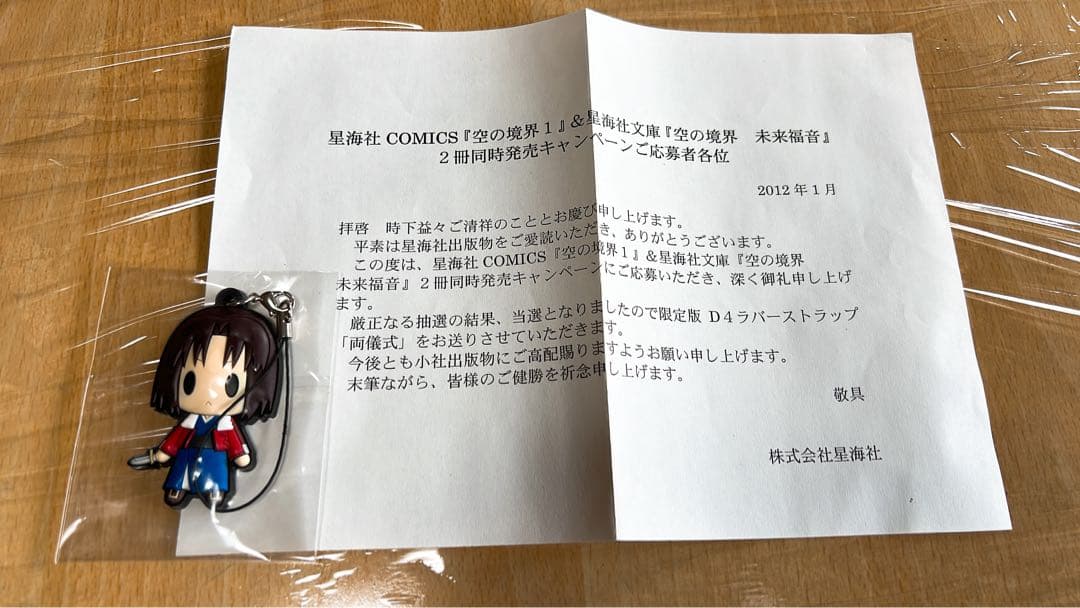 星海社 COMICS『空の境界１』＆星海社文庫『空の境界　未来福音』
２冊同時発売キャンペーンご応募者各位
2012 年 1 月
拝啓　時下益々ご清祥のこととお慶び申し上げます。
平素は星海社出版物をご愛読いただき、ありがとうございます。
この度は、星海社 COMICS『空の境界１』＆星海社文庫『空の境界
未来福音』２冊同時発売キャンペーンにご応募いただき、深く御礼申し上げ
ます。
厳正なる抽選の結果、当選となりましたので限定版 D４ラバーストラップ
「両儀式」をお送りさせていただきます。
今後とも小社出版物にご高配賜りますようお願い申し上げます。
末筆ながら、皆様のご健勝を祈念申し上げます。
敬具
株式会社星海社